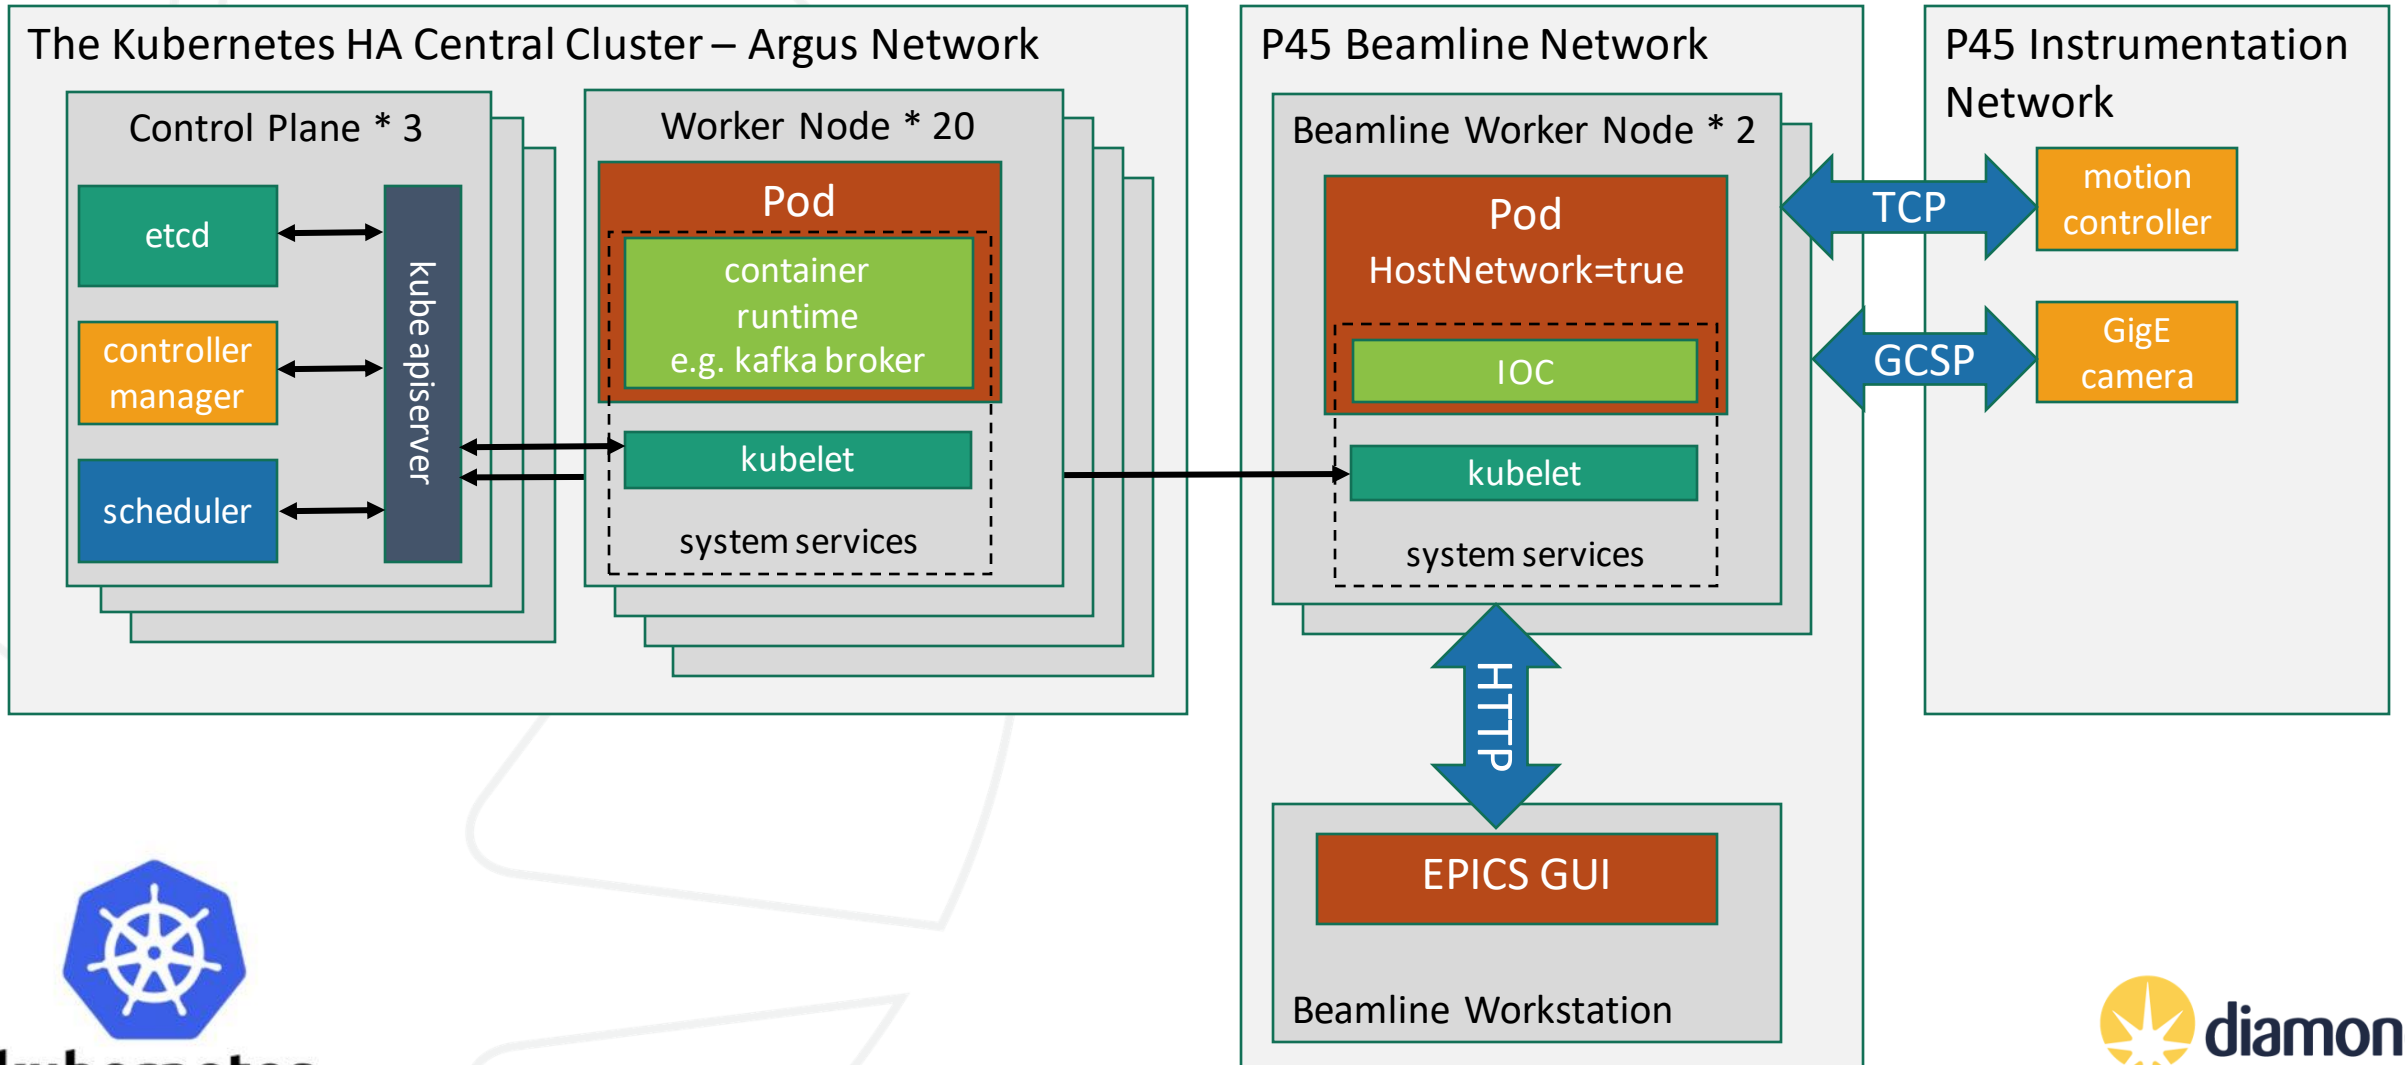 The Kubernetes HA Central Cluster – Argus Network
Control Plane * 3
etcd
controller
manager
scheduler
kube apiserver
Worker Node * 20
Pod
container
runtime
e.g. kafka broker
kubelet
system services
P45 Beamline Network
Beamline Worker Node * 2
Pod
HostNetwork=true
IOC
kubelet
system services
HTTP
EPICS GUI
Beamline Workstation
TCP
GCSP
P45 Instrumentation
Network
motion
controller
GigE
camera
kubernetes
diamon